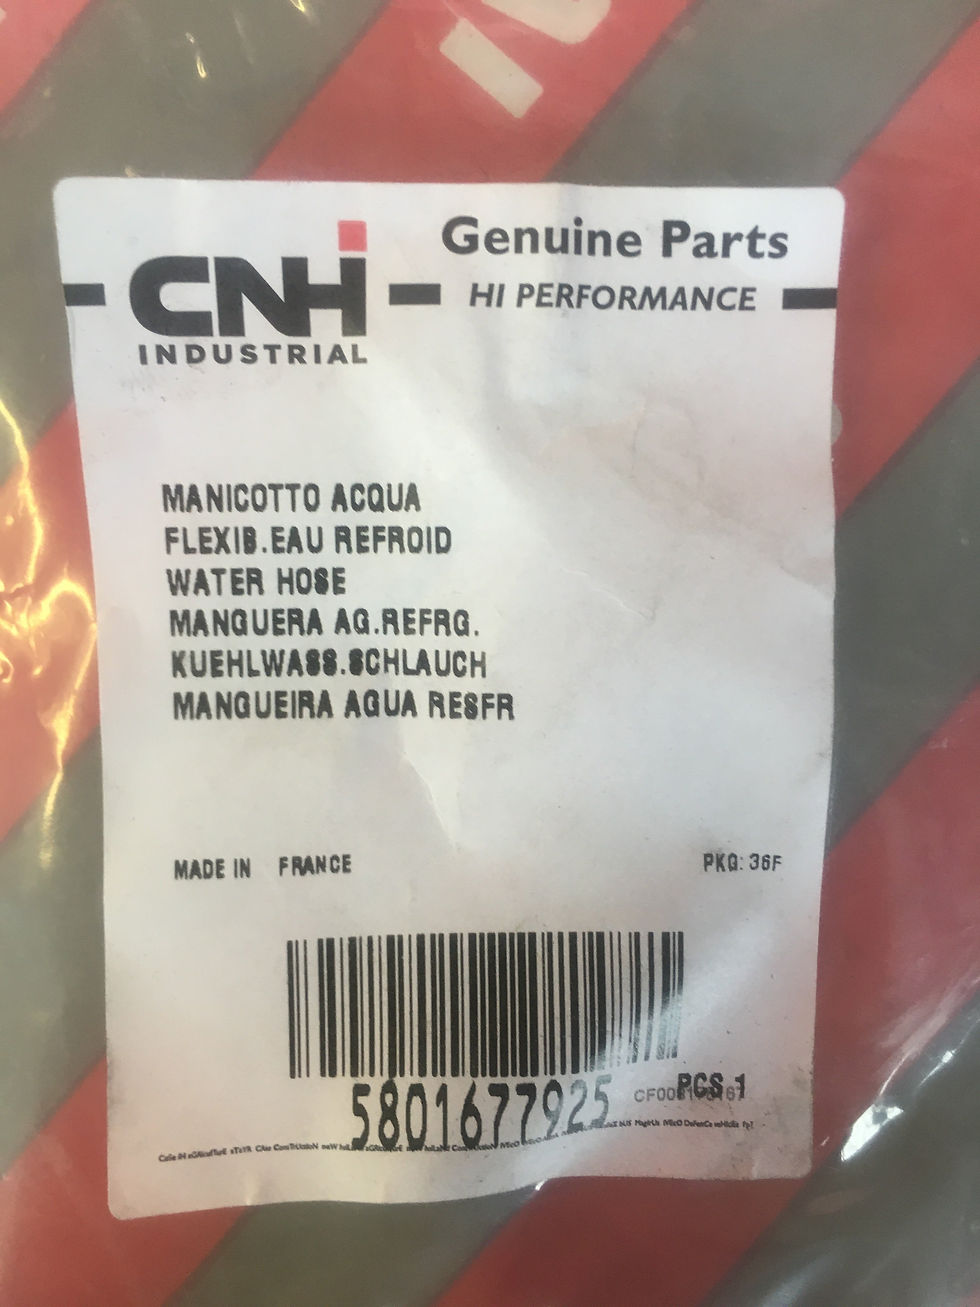 CNH
INDUSTRIAL
Genuine Parts
HI PERFORMANCE
MANICOTTO ACQUA
FLEXIB.EAU REFROID
WATER HOSE
MANGUERA AG.REFRG.
KUEHLWASS.SCHLAUCH
MANGUEIRA AGUA RESFR
MADE IN FRANCE
PKG: 36F
5801677925
PCS 1